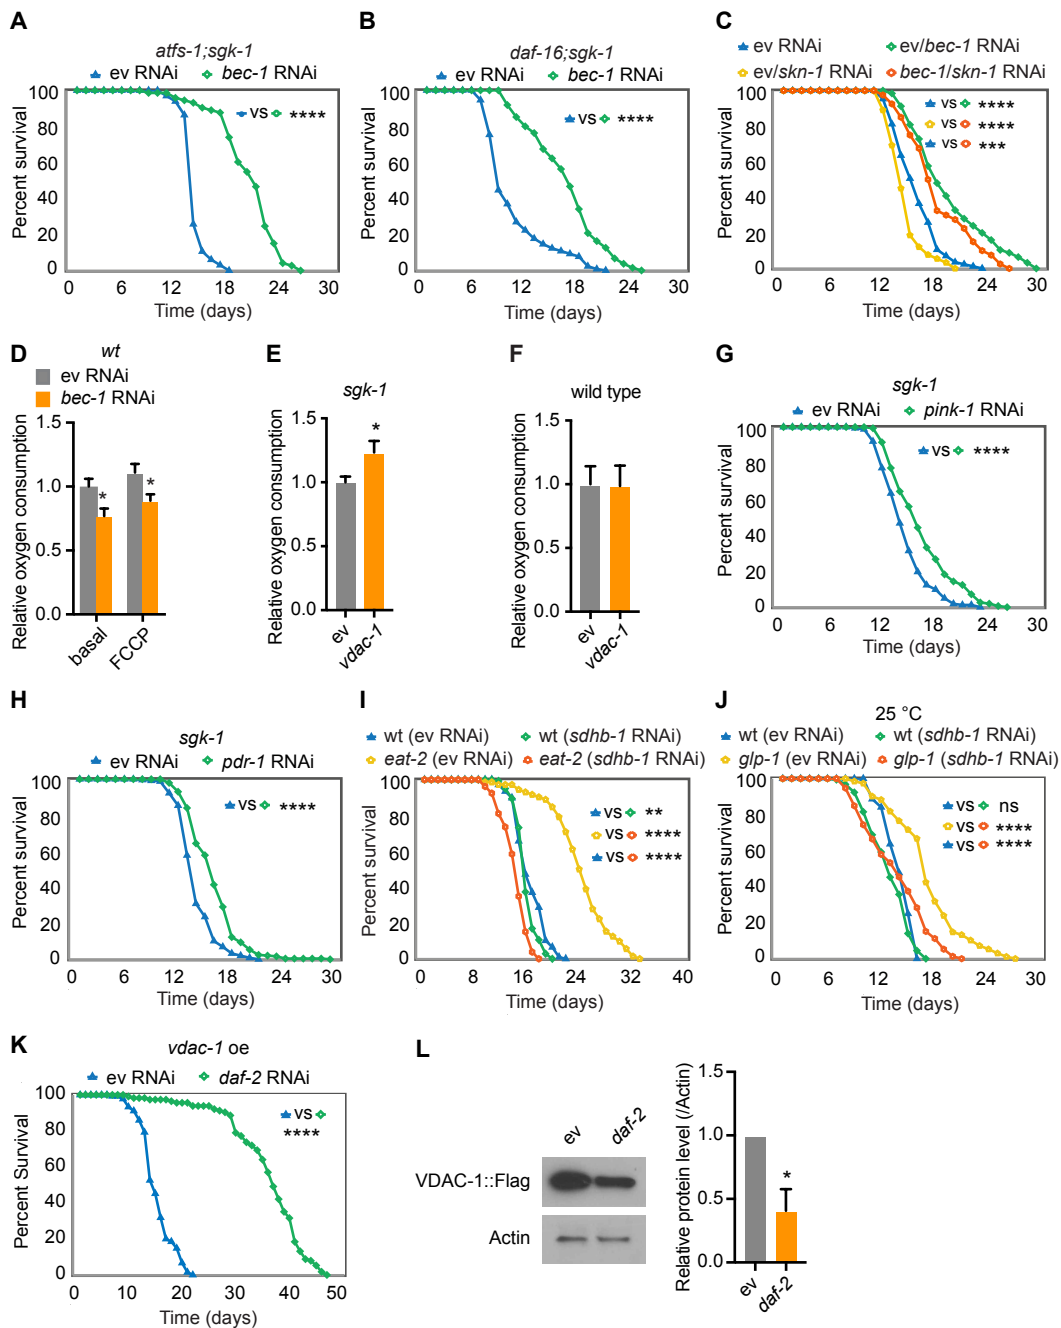 A
atfs-1;sgk-1
ev RNAi bec-1 RNAi
vs ****
Percent survival
100
80
60
40
20
0
0 6 12 18 24 30
Time (days)
B
daf-16;sgk-1
ev RNAi bec-1 RNAi
vs ****
Percent survival
100
80
60
40
20
0
0 6 12 18 24 30
Time (days)
C
ev RNAi ev/bec-1 RNAi
ev/skn-1 RNAi bec-1/skn-1 RNAi
vs ****
vs ****
vs ***
Percent survival
100
80
60
40
20
0
0 6 12 18 24 30
Time (days)
D
wt
ev RNAi
bec-1 RNAi
Relative oxygen consumption
1.5
1.0
0.5
0.0
* *
basal FCCP
E
sgk-1
Relative oxygen consumption
1.5
1.0
0.5
0.0
*
ev vdac-1
F
wild type
Relative oxygen consumption
1.5
1.0
0.5
0.0
ev vdac-1
G
sgk-1
ev RNAi pink-1 RNAi
vs ****
Percent survival
100
80
60
40
20
0
0 6 12 18 24 30
Time (days)
H
sgk-1
ev RNAi pdr-1 RNAi
vs ****
Percent survival
100
80
60
40
20
0
0 6 12 18 24 30
Time (days)
I
wt (ev RNAi) wt (sdhb-1 RNAi)
eat-2 (ev RNAi) eat-2 (sdhb-1 RNAi)
vs **
vs ****
vs ****
Percent survival
100
80
60
40
20
0
0 8 16 24 32 40
Time (days)
J
25 °C
wt (ev RNAi) wt (sdhb-1 RNAi)
glp-1 (ev RNAi) glp-1 (sdhb-1 RNAi)
vs ns
vs ****
vs ****
Percent survival
100
80
60
40
20
0
0 6 12 18 24 30
Time (days)
K
vdac-1 oe
ev RNAi daf-2 RNAi
vs
****
Percent Survival
100
80
60
40
20
0
0 10 20 30 40 50
Time (days)
L
ev daf-2
VDAC-1::Flag
Actin
Relative protein level (/Actin)
1.5
1.0
0.5
0.0
*
ev daf-2